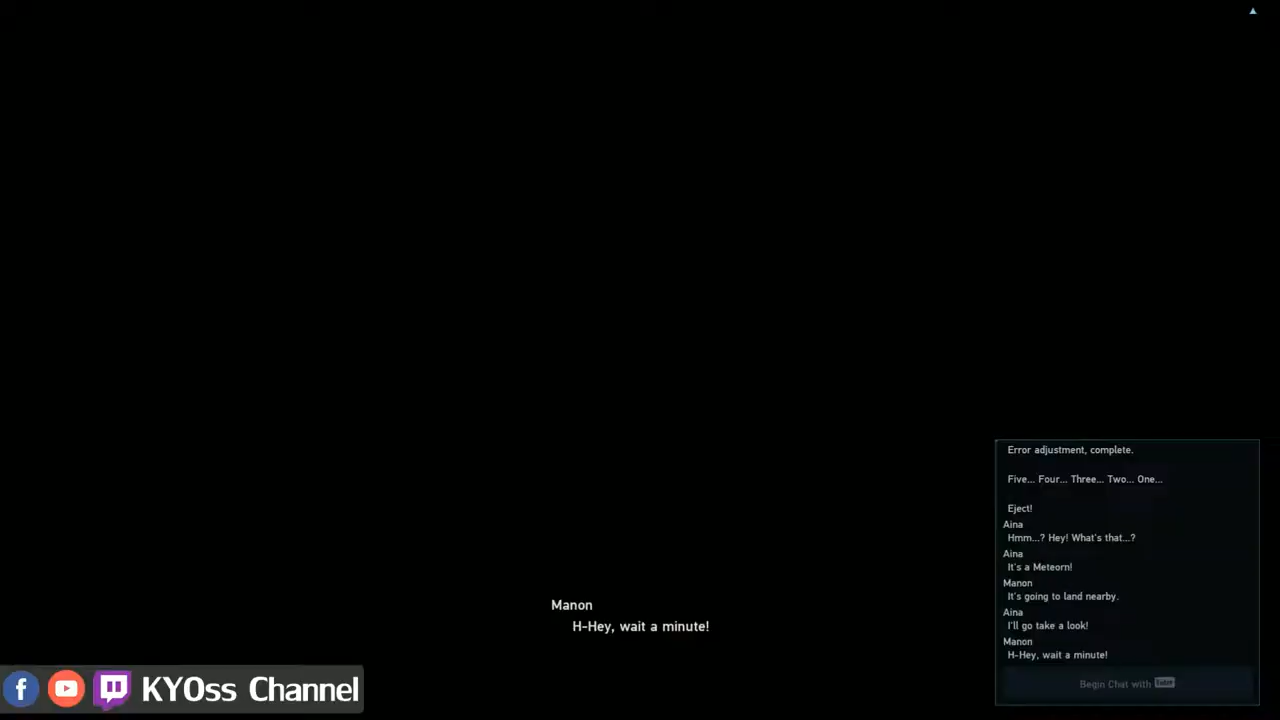 Error adjustment, complete.
Five... Four... Three... Two... One...
Eject!
Aina
Hmm...? Hey! What's that...?
Aina
It's a Meteorn!
Manon
It's going to land nearby.
Aina
I'll go take a look!
Manon
H-Hey, wait a minute!
Begin Chat with
Manon
H-Hey, wait a minute!
KYOss Channel